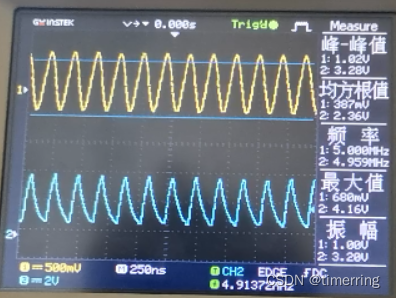 GWINSTEK 0.000s Trig'd Measure
峰-峰值
1: 1.02V
2: 3.28V
均方根值
1: 387mV
2: 2.36V
频率
1: 5.000MHz
2: 4.959MHz
最大值
1: 680mV
2: 4.16V
振幅
1: 1.00V
2: 3.20V
1
2
1 500mV 250ns CH2 EDGE DC
2 2V 4.91372MHz
CSDN @timerring